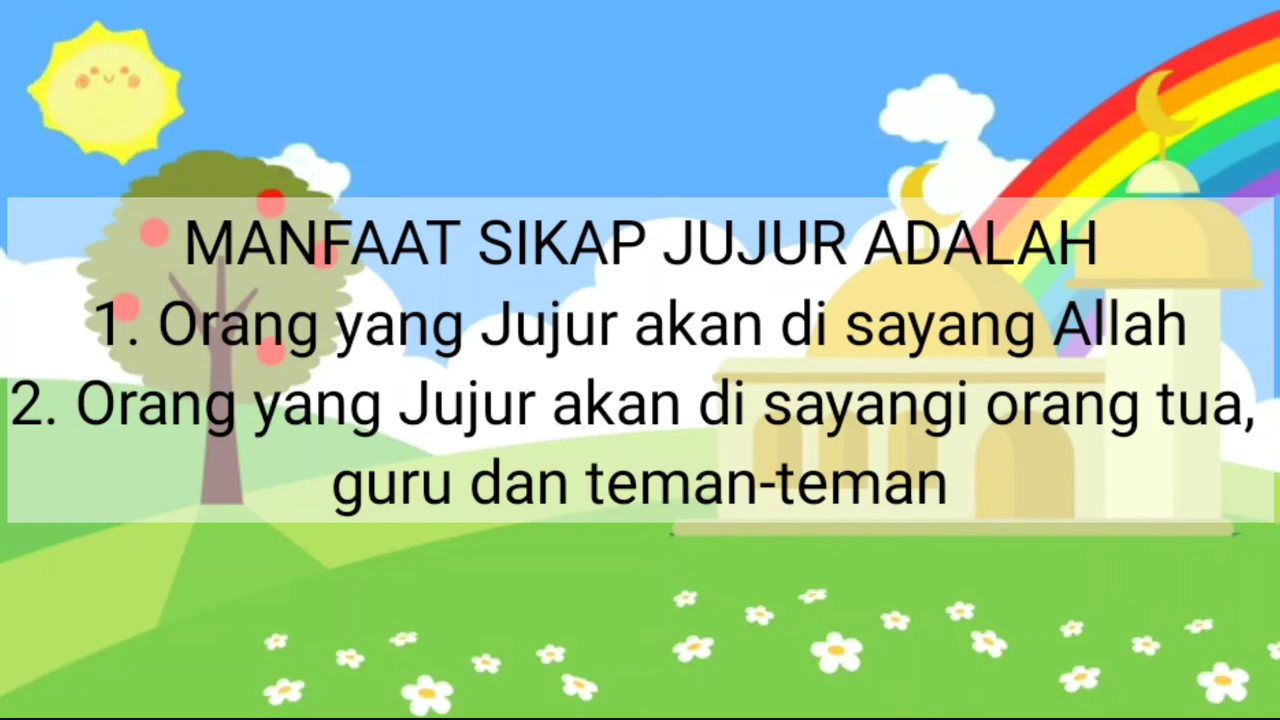 MANFAAT SIKAP JUJUR ADALAH
1. Orang yang Jujur akan di sayang Allah
2. Orang yang Jujur akan di sayangi orang tua,
guru dan teman-teman